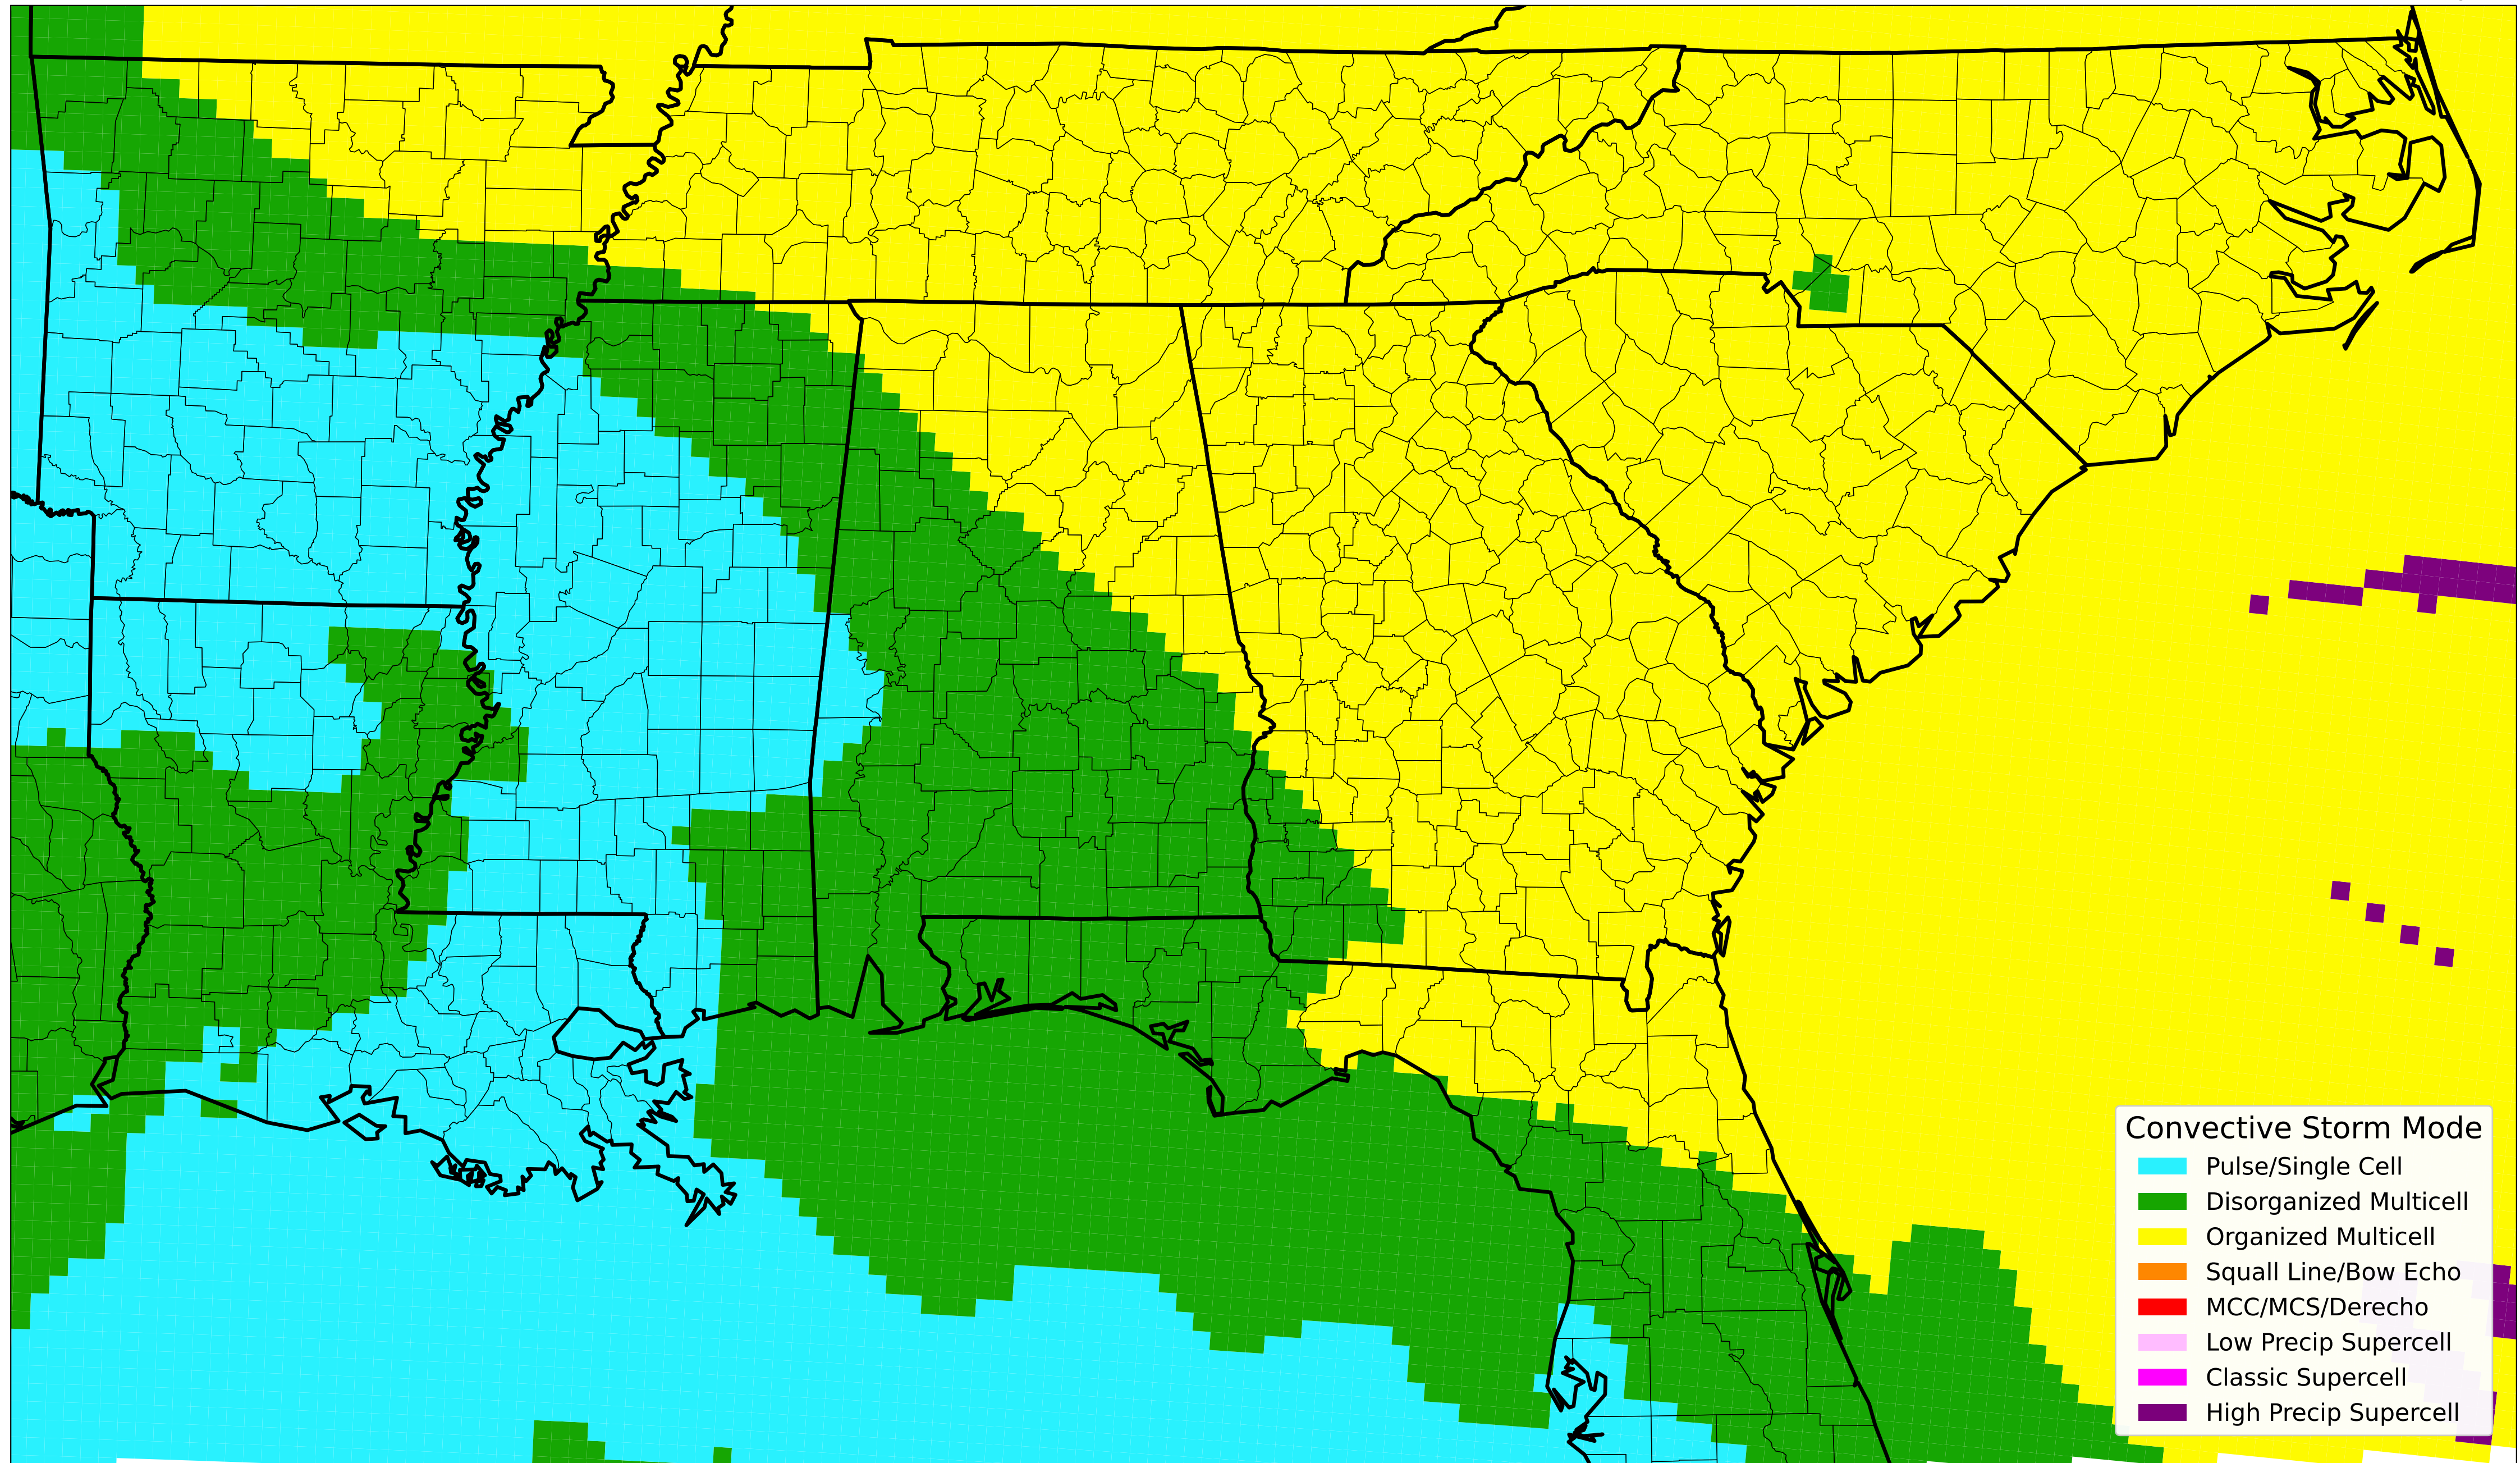 Convective Storm Mode
Pulse/Single Cell
Disorganized Multicell
Organized Multicell
Squall Line/Bow Echo
MCC/MCS/Derecho
Low Precip Supercell
Classic Supercell
High Precip Supercell